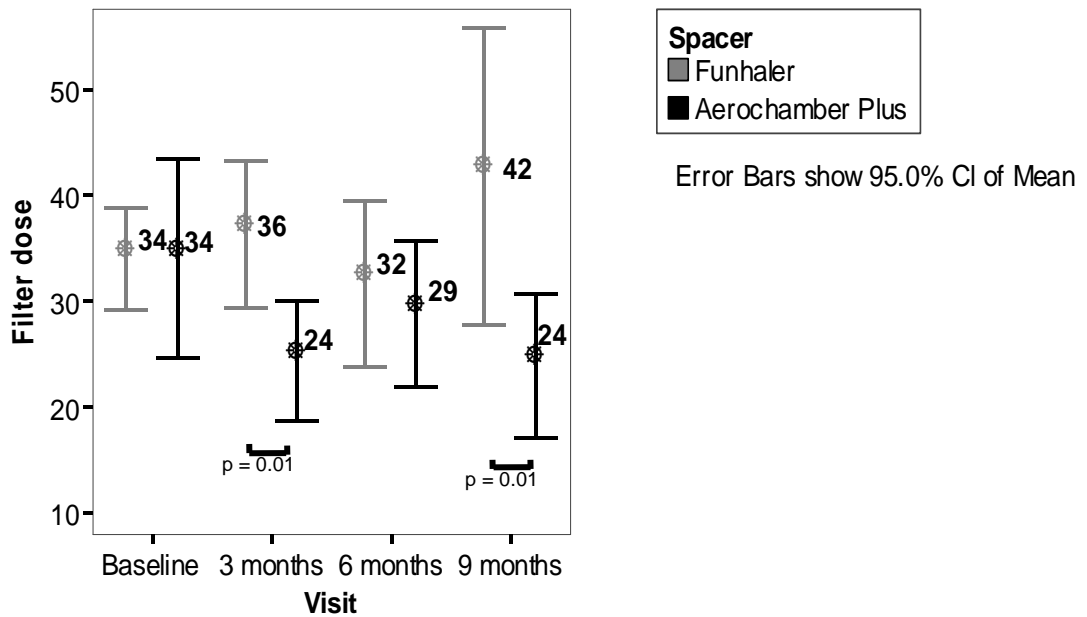 Filter dose
50
40
30
20
10
34
34
36
24
32
29
42
24
p = 0.01
p = 0.01
Baseline
3 months
6 months
9 months
Visit
Spacer
Funhaler
Aerochamber Plus
Error Bars show 95.0% CI of Mean